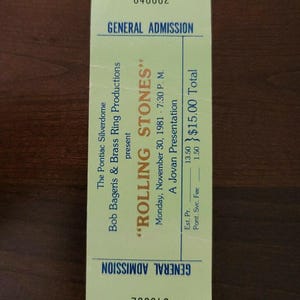 040662
GENERAL ADMISSION
The Pontiac Silverdome
Bob Bageris & Brass Ring Productions
present
"ROLLING STONES"
Monday, November 30, 1981 · 7:30 P.M.
A Jovan Presentation
Est. Pr. 13.50
Pont. Svc. Fee 1.50
$15.00 Total
GENERAL ADMISSION